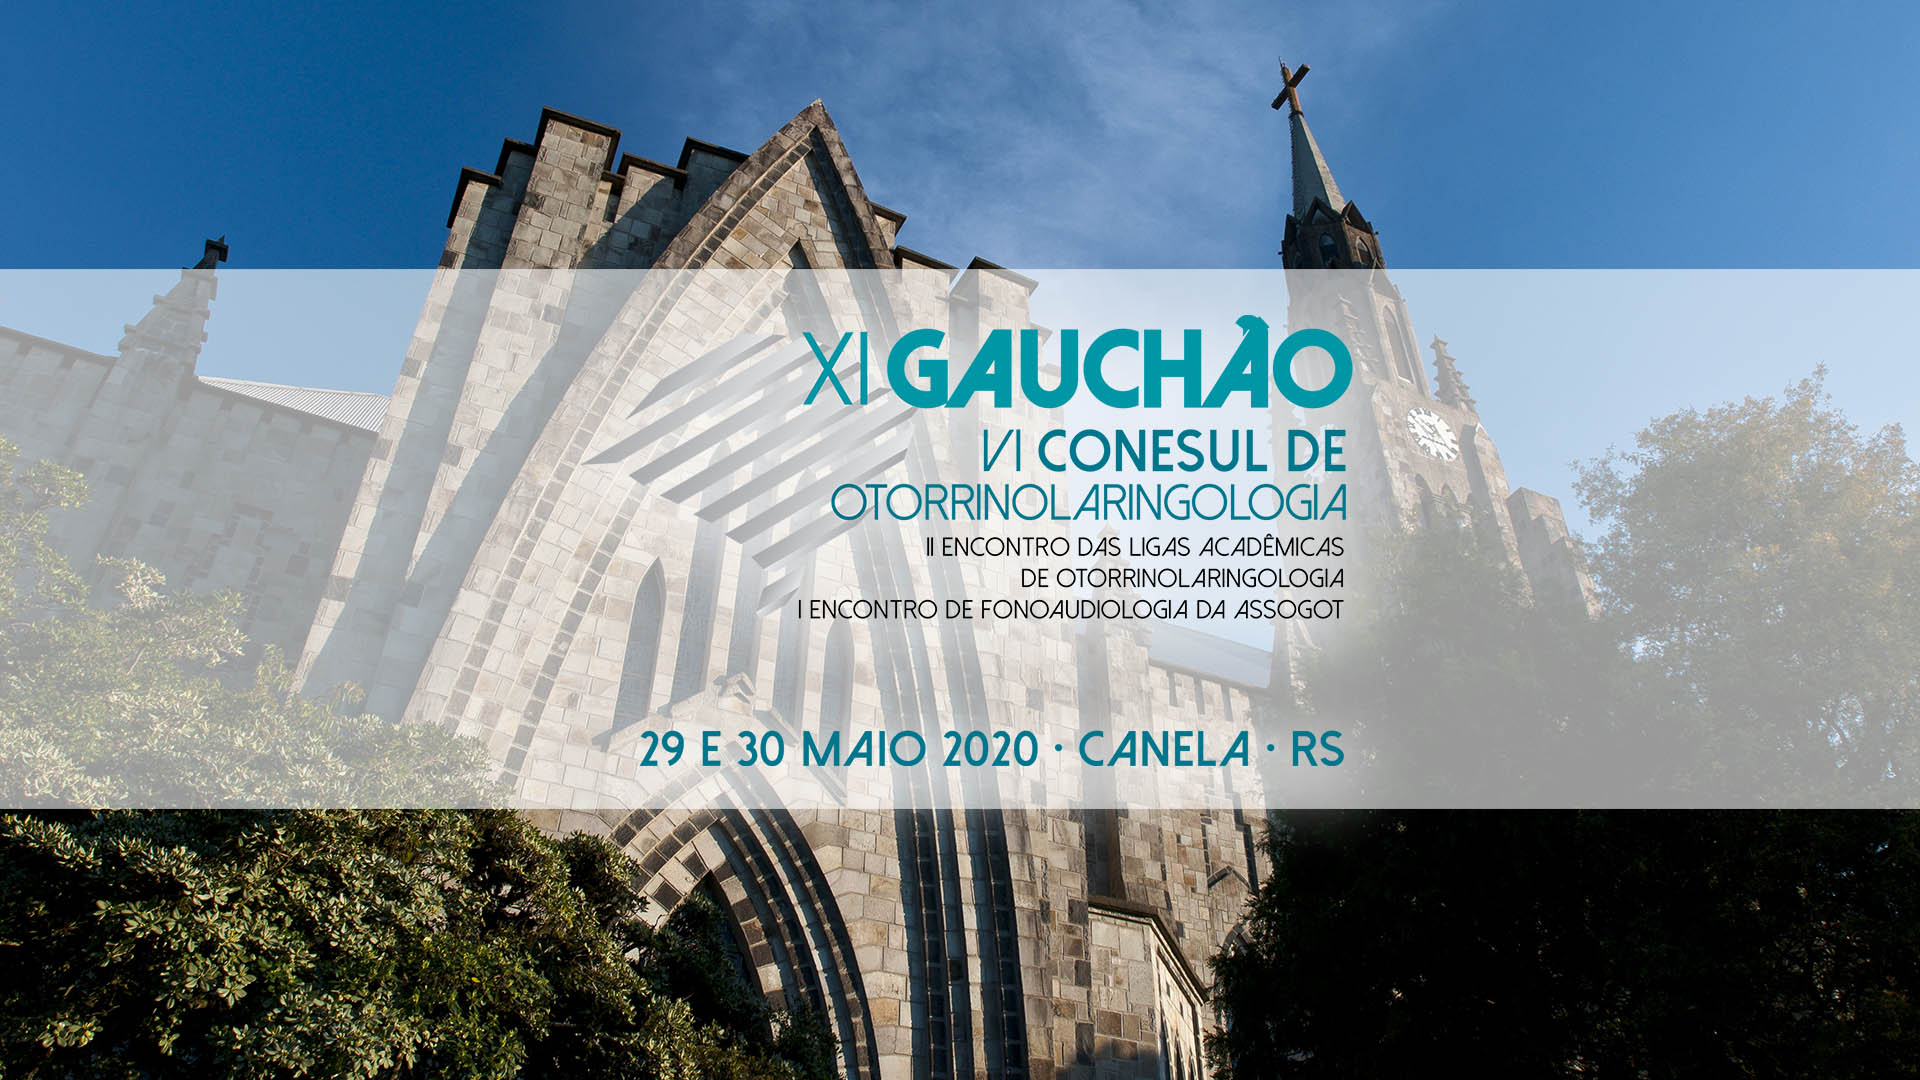 XI GAUCHÃO
VI CONESUL DE
OTORRINOLARINGOLOGIA
II ENCONTRO DAS LIGAS ACADÊMICAS
DE OTORRINOLARINGOLOGIA
I ENCONTRO DE FONOAUDIOLOGIA DA ASSOGOT
29 E 30 MAIO 2020 • CANELA • RS